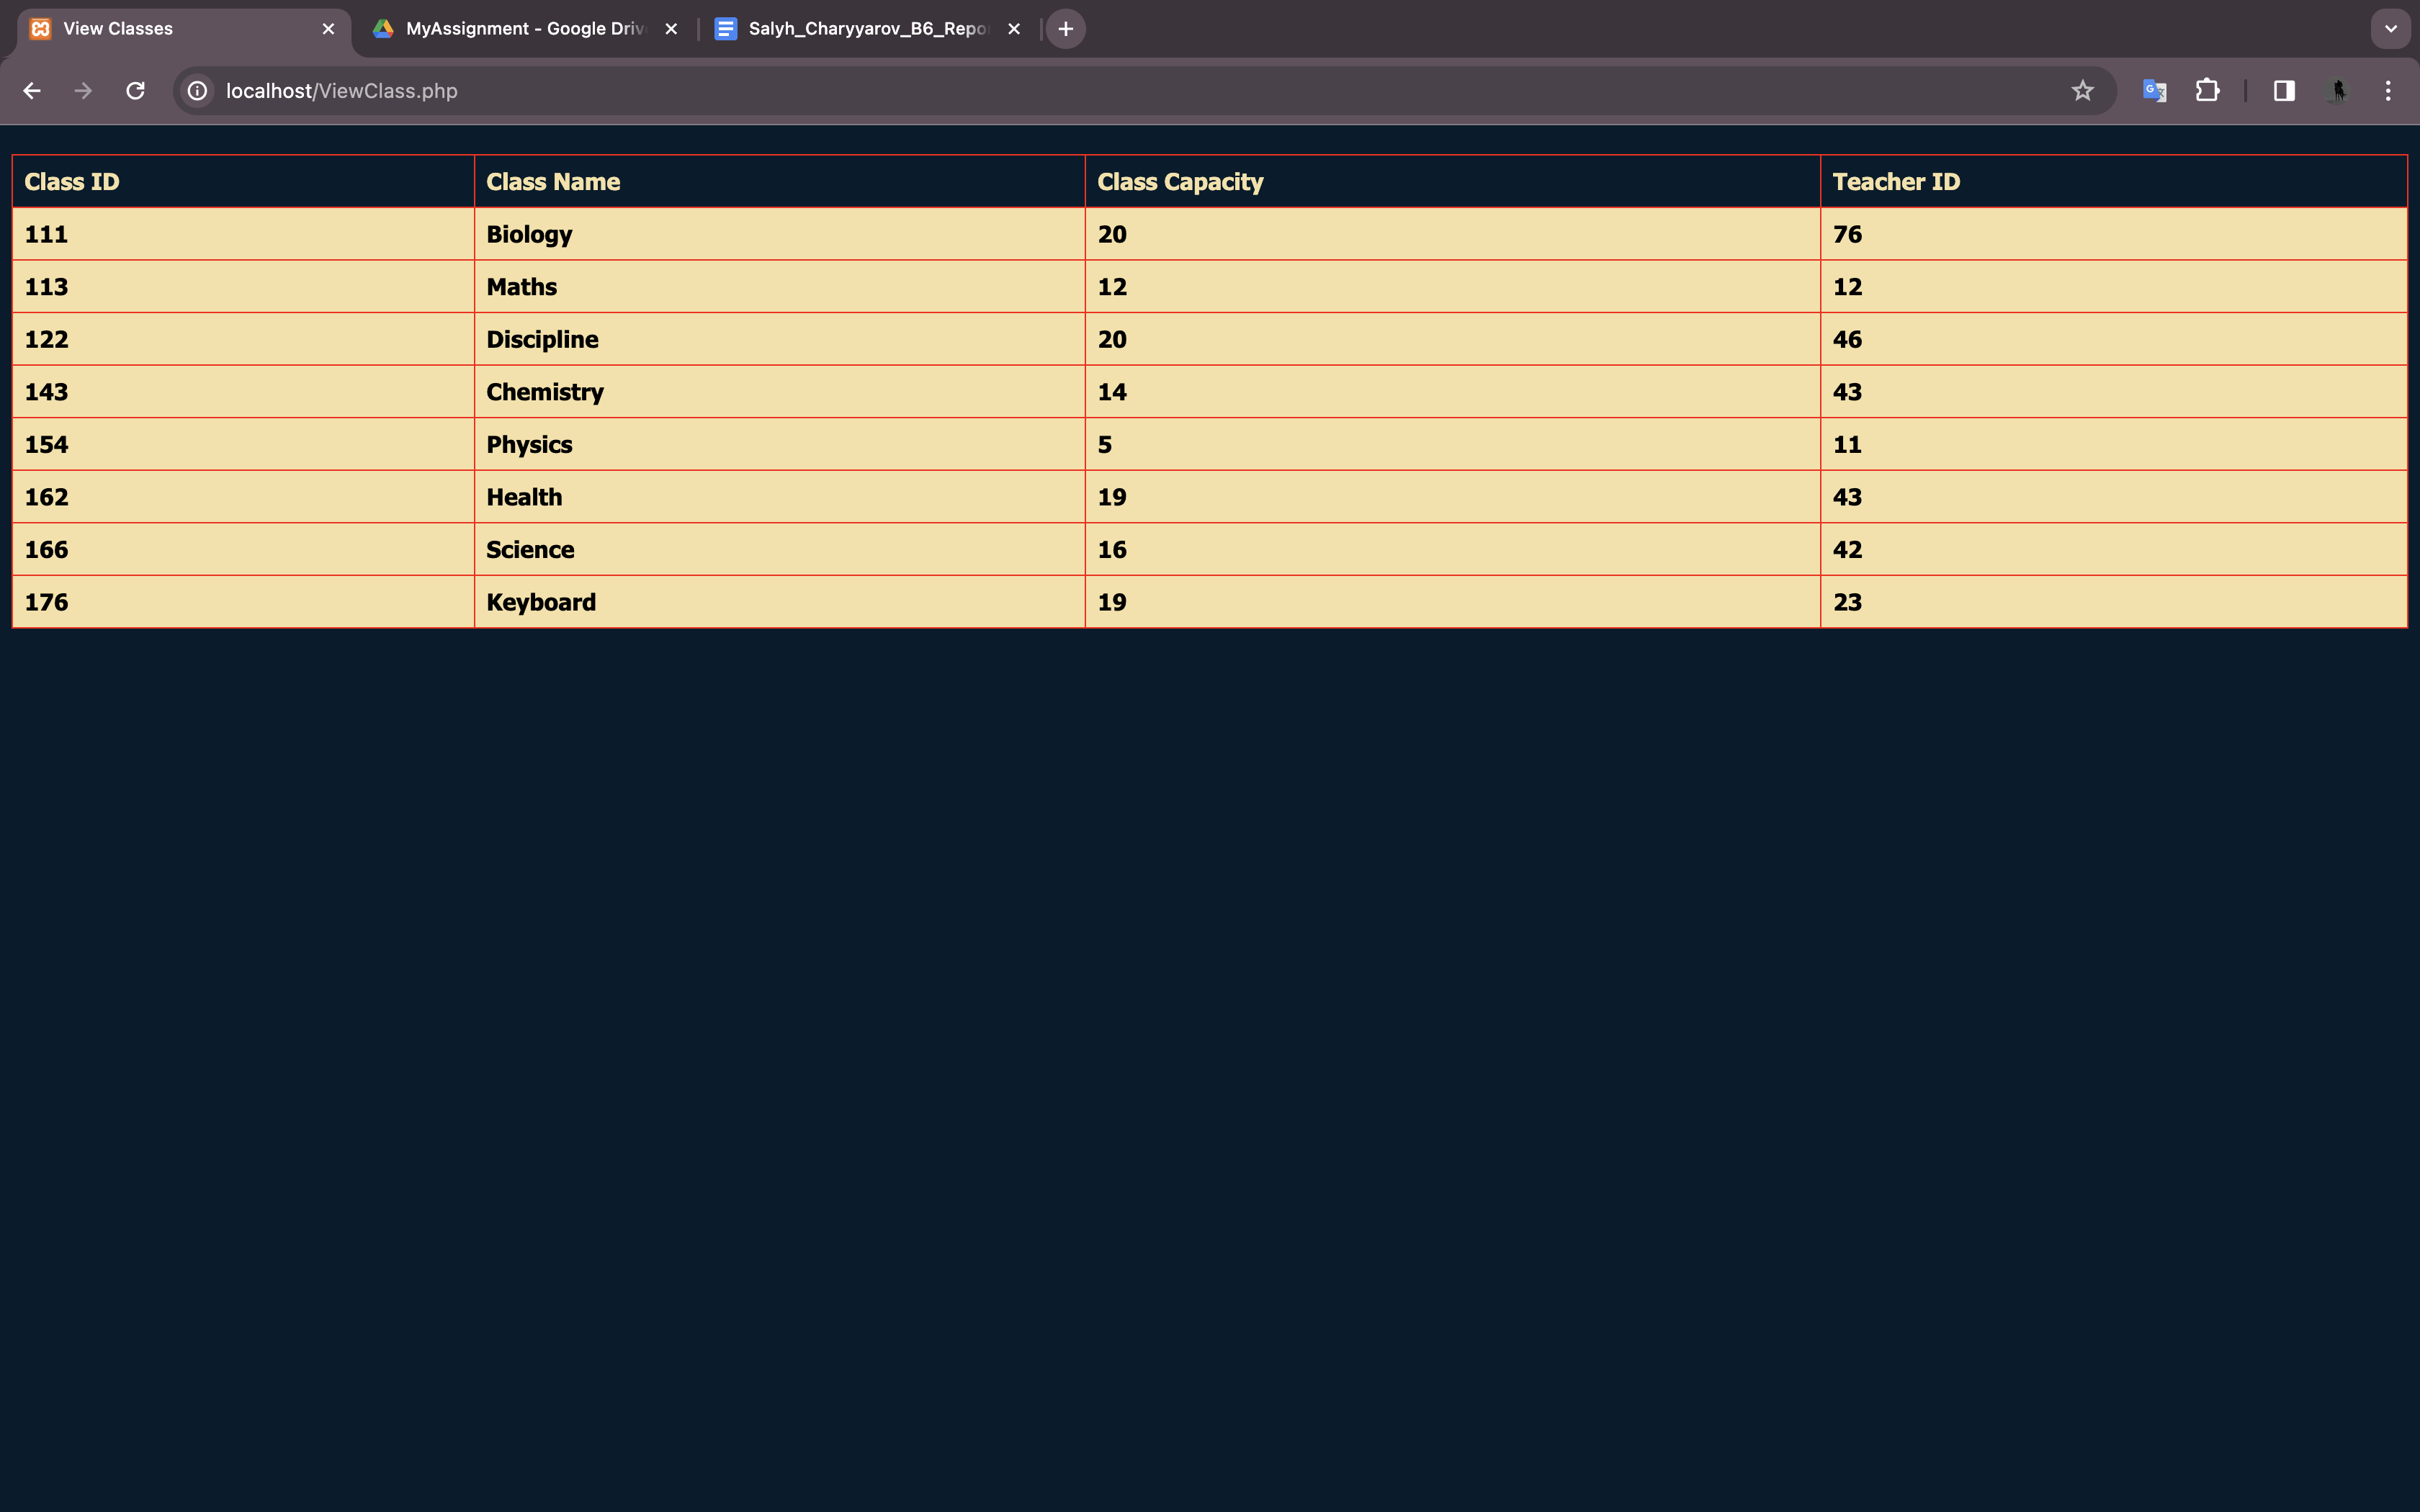 View Classes MyAssignment - Google Driv Salyh_Charyyarov_B6_Repo
localhost/ViewClass.php
Class ID Class Name Class Capacity Teacher ID
111 Biology 20 76
113 Maths 12 12
122 Discipline 20 46
143 Chemistry 14 43
154 Physics 5 11
162 Health 19 43
166 Science 16 42
176 Keyboard 19 23